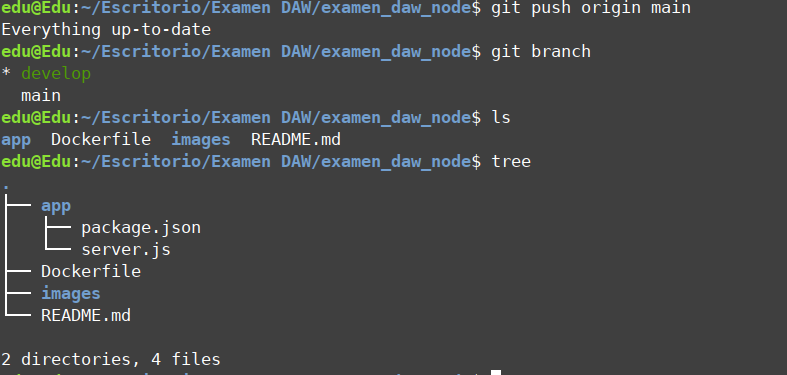 edu@Edu:~/Escritorio/Examen DAW/examen_daw_node$ git push origin main
Everything up-to-date
edu@Edu:~/Escritorio/Examen DAW/examen_daw_node$ git branch
* develop
  main
edu@Edu:~/Escritorio/Examen DAW/examen_daw_node$ ls
app  Dockerfile  images  README.md
edu@Edu:~/Escritorio/Examen DAW/examen_daw_node$ tree
.
├── app
│   ├── package.json
│   └── server.js
├── Dockerfile
├── images
└── README.md

2 directories, 4 files